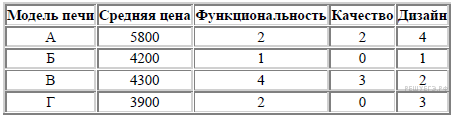 Модель печи Средняя цена Функциональность Качество Дизайн
А 5800 2 2 4
Б 4200 1 0 1
В 4300 4 3 2
Г 3900 2 0 3